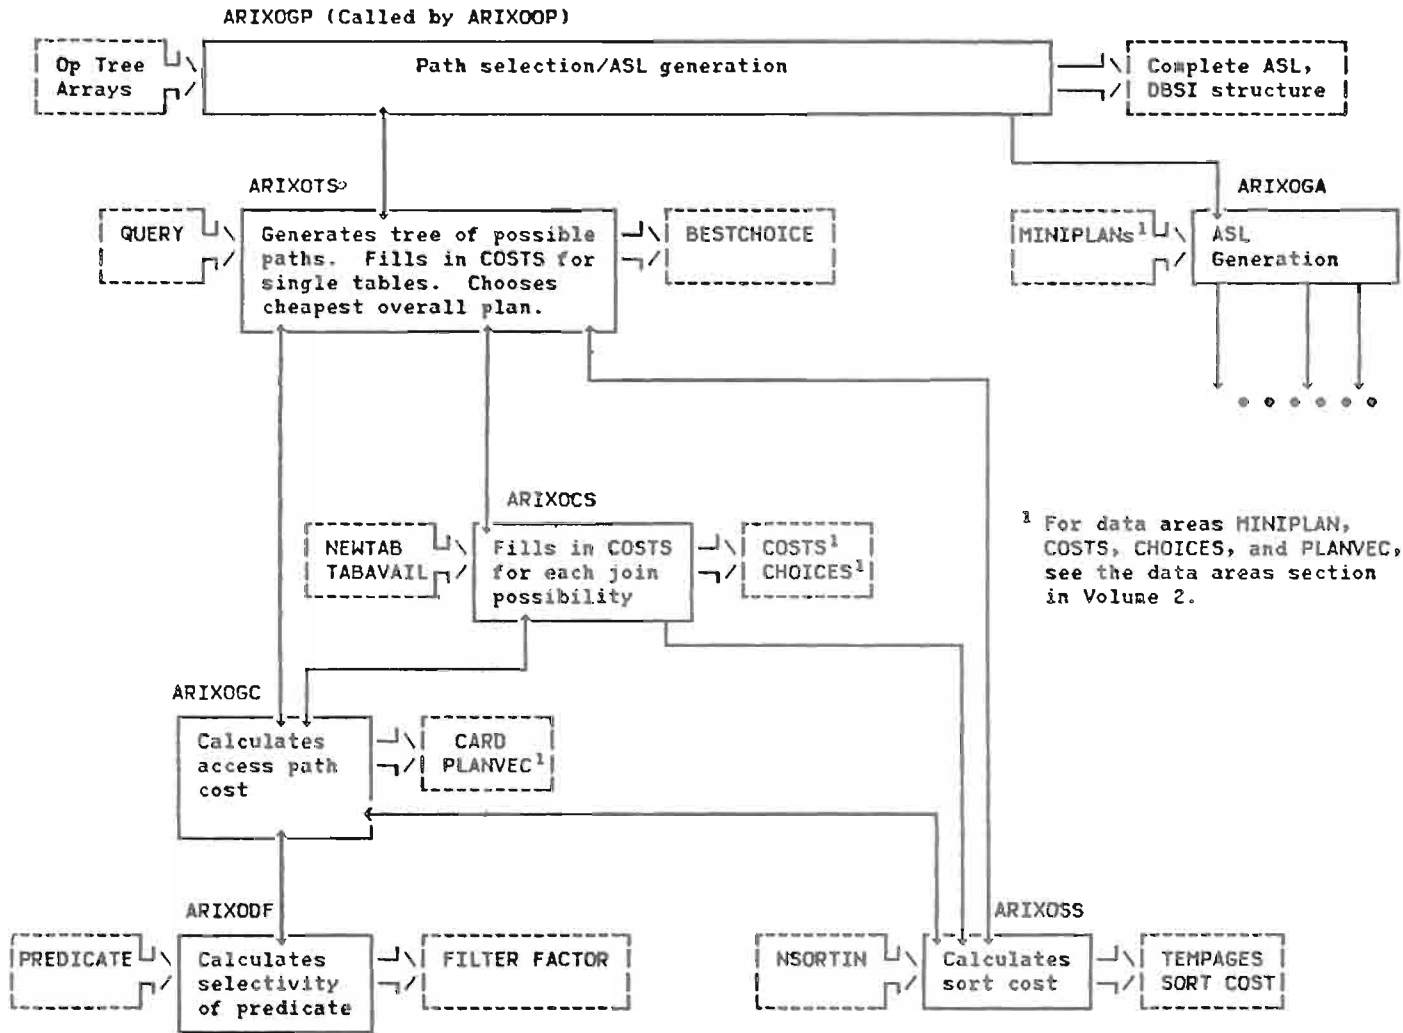 ARIXOGP (Called by ARIXOOP)
Op Tree
Arrays
Path selection/ASL generation
Complete ASL,
DBSI structure
ARIXOTS
ARIXOGA
QUERY
Generates tree of possible
paths. Fills in COSTS for
single tables. Chooses
cheapest overall plan.
BESTCHOICE
MINIPLANs¹
ASL
Generation
ARIXOCS
NEWTAB
TABAVAIL
Fills in COSTS
for each join
possibility
COSTS¹
CHOICES¹
¹ For data areas MINIPLAN,
COSTS, CHOICES, and PLANVEC,
see the data areas section
in Volume 2.
ARIXOGC
Calculates
access path
cost
CARD
PLANVEC¹
ARIXODF
ARIXOSS
PREDICATE
Calculates
selectivity
of predicate
FILTER FACTOR
NSORTIN
Calculates
sort cost
TEMPAGES
SORT COST